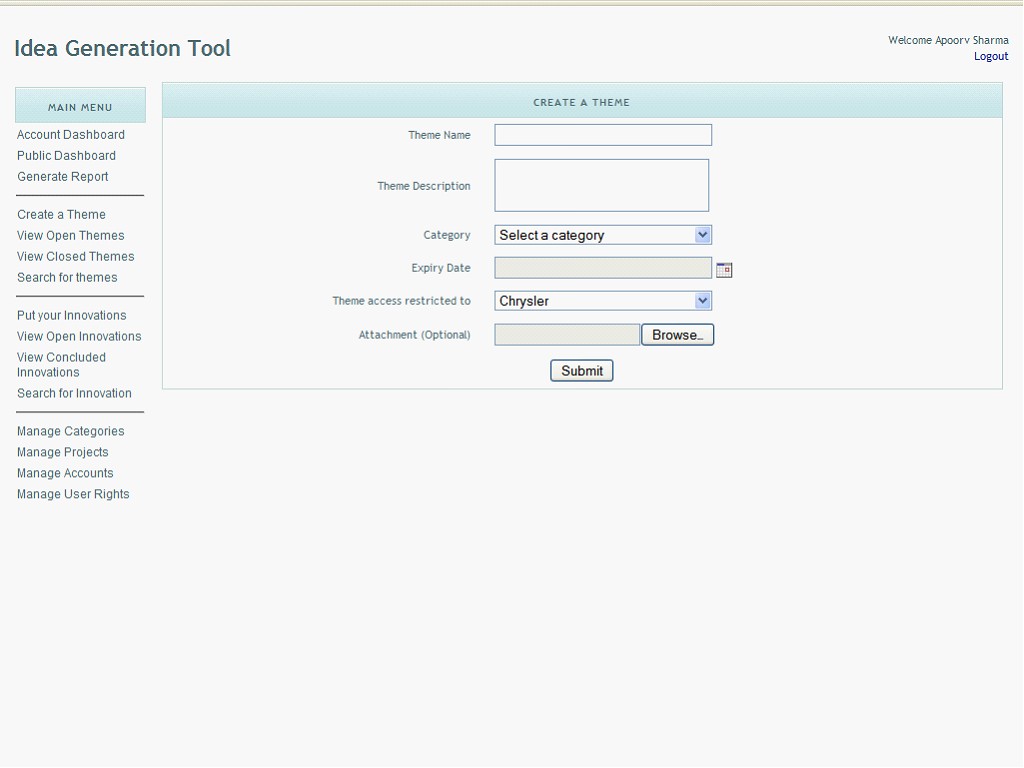 Idea Generation Tool
Welcome Apoorv Sharma
Logout
MAIN MENU
Account Dashboard
Public Dashboard
Generate Report
Create a Theme
View Open Themes
View Closed Themes
Search for themes
Put your Innovations
View Open Innovations
View Concluded
Innovations
Search for Innovation
Manage Categories
Manage Projects
Manage Accounts
Manage User Rights
CREATE A THEME
Theme Name
Theme Description
Category
Select a category
Expiry Date
Theme access restricted to
Chrysler
Attachment (Optional)
Browse...
Submit